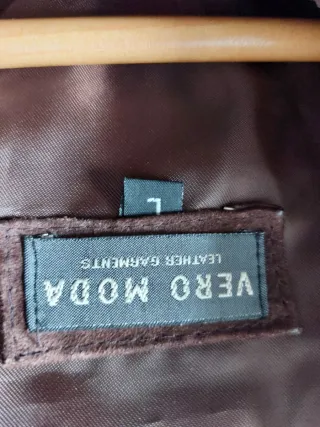 VERO MODA
LEATHER GARMENTS
L